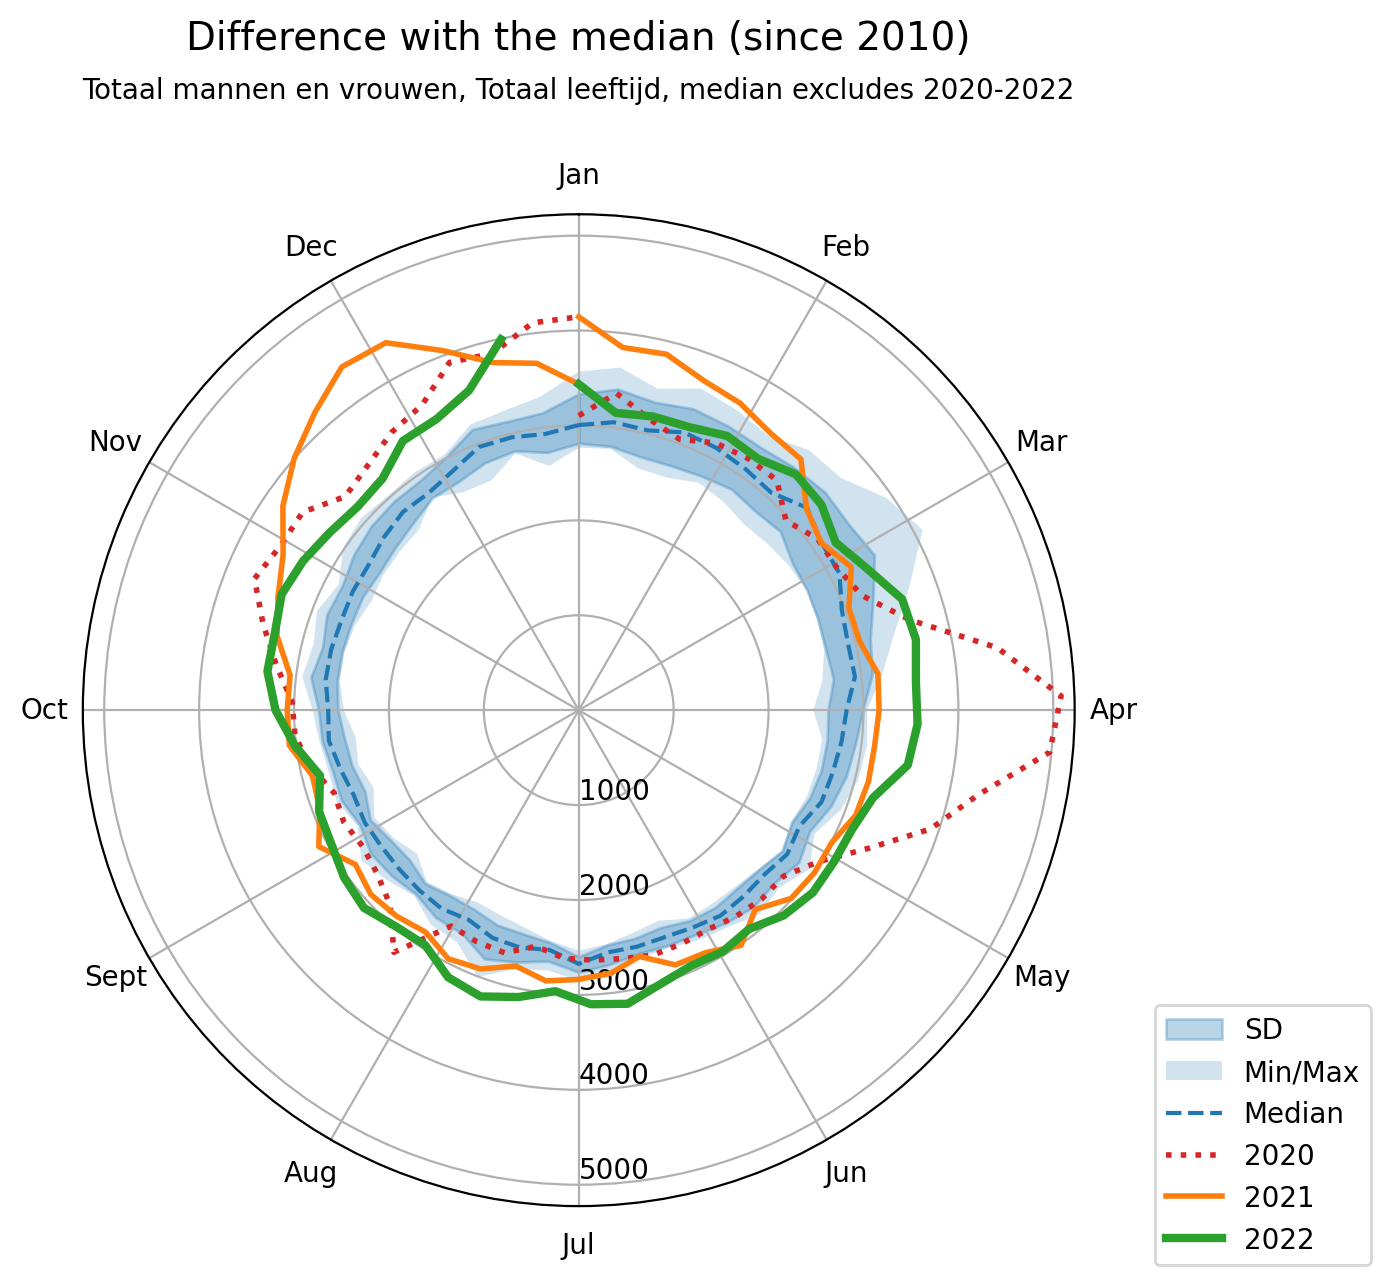 Difference with the median (since 2010)
Totaal mannen en vrouwen, Totaal leeftijd, median excludes 2020-2022
Jan
Dec
Feb
Nov
Mar
Oct
Apr
1000
2000
3000
Sept
May
4000
5000
Aug
Jun
Jul
SD
Min/Max
Median
2020
2021
2022